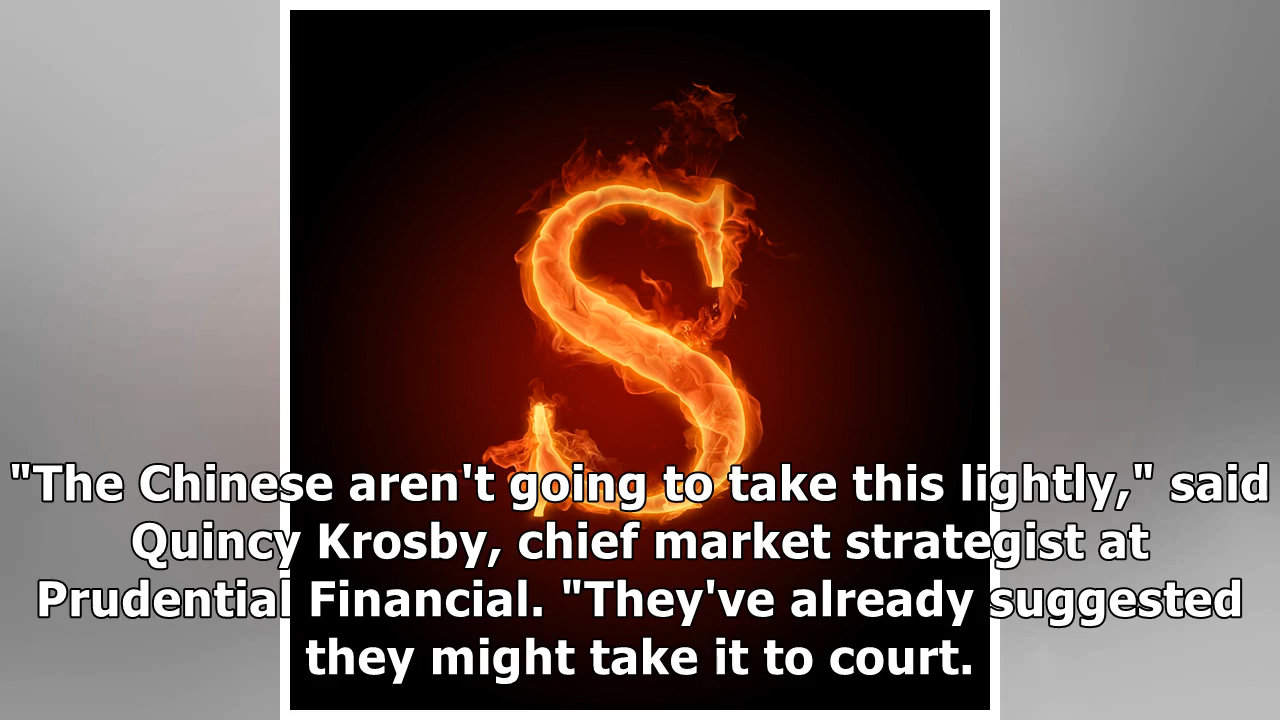 S
"The Chinese aren't going to take this lightly," said
Quincy Krosby, chief market strategist at
Prudential Financial. "They've already suggested
they might take it to court.